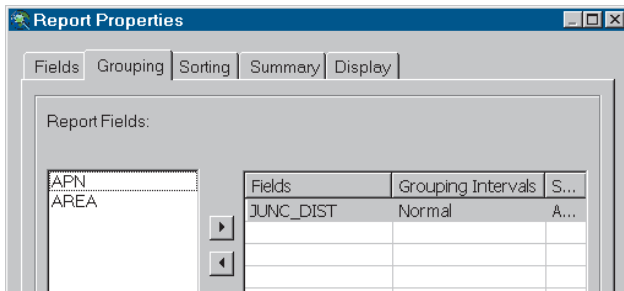 Report Properties
Fields Grouping Sorting Summary Display
Report Fields:
APN
AREA
Fields Grouping Intervals S...
JUNC_DIST Normal A...